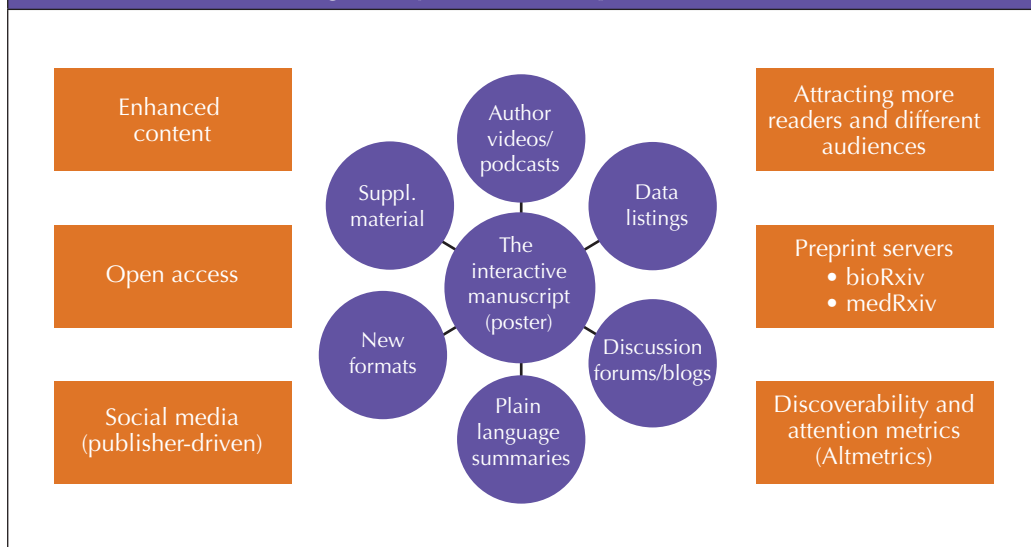 Enhanced
content
Open access
Social media
(publisher-driven)
Author
videos/
podcasts
Suppl.
material
Data
listings
The
interactive
manuscript
(poster)
New
formats
Discussion
forums/blogs
Plain
language
summaries
Attracting more
readers and different
audiences
Preprint servers
• bioRxiv
• medRxiv
Discoverability and
attention metrics
(Altmetrics)